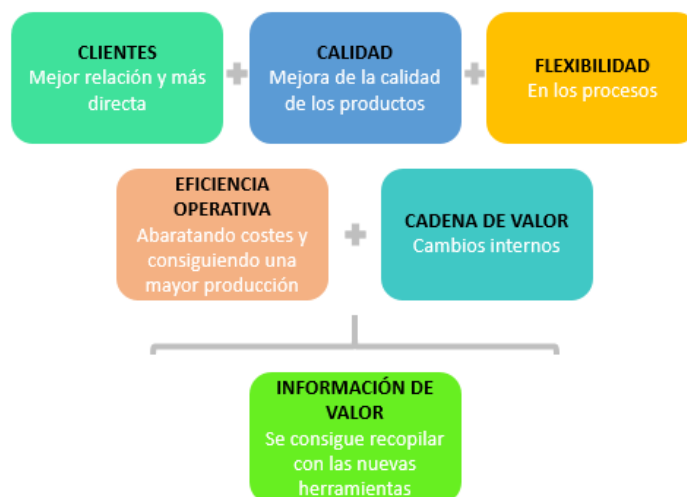 CLIENTES
Mejor relación y más
directa
CALIDAD
Mejora de la calidad
de los productos
FLEXIBILIDAD
En los procesos
EFICIENCIA
OPERATIVA
Abaratando costes y
consiguiendo una
mayor producción
CADENA DE VALOR
Cambios internos
INFORMACIÓN DE
VALOR
Se consigue recopilar
con las nuevas
herramientas